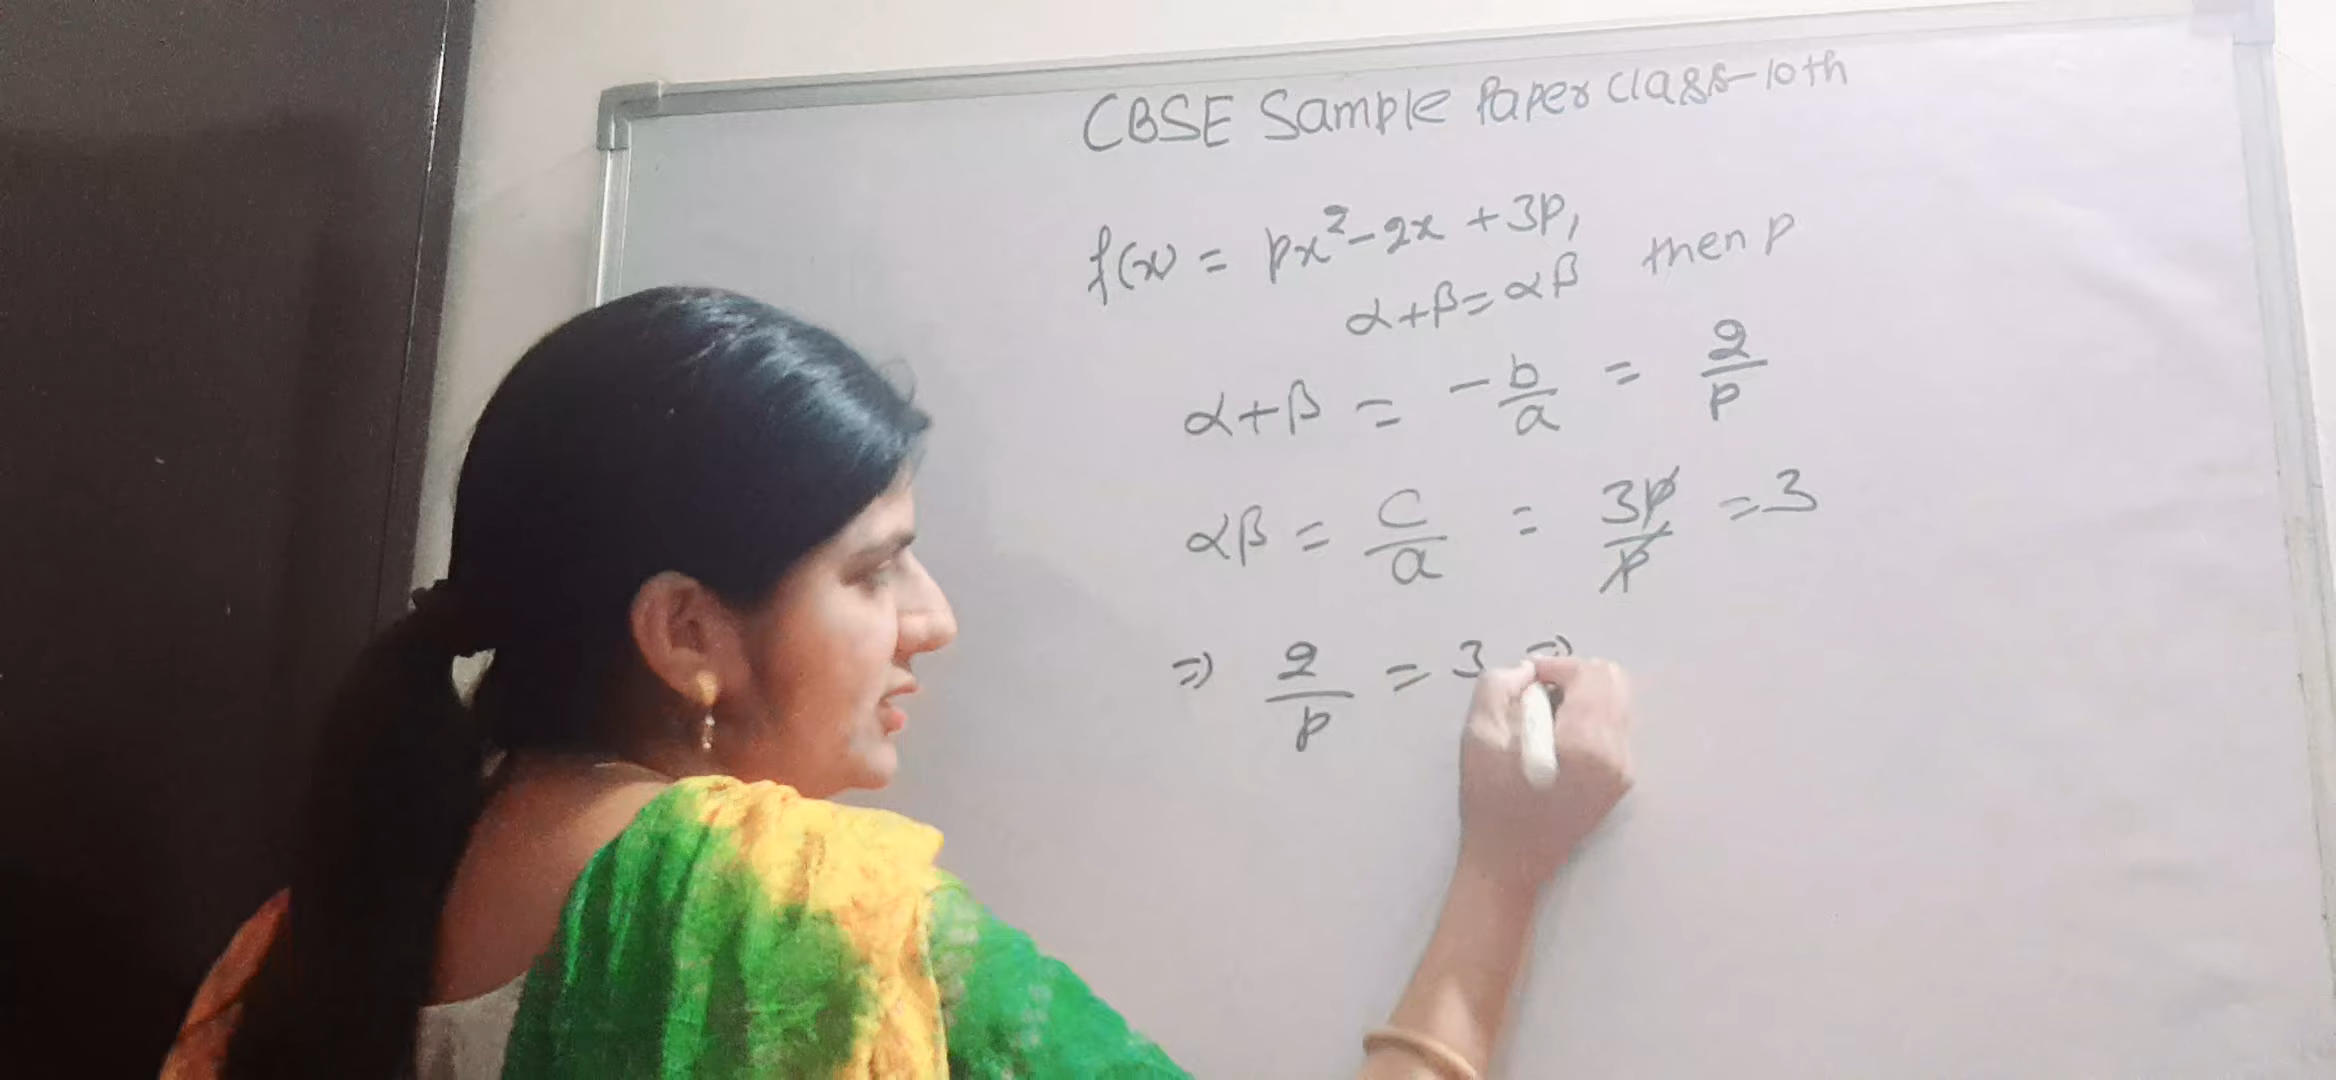 CBSE Sample Paper Class-10th
f(x) = px²-2x+3p,
α+β=αβ then p
α+β = -b/a = 2/p
αβ = c/a = 3p/p =3
⇒ 2/p = 3 ⇒